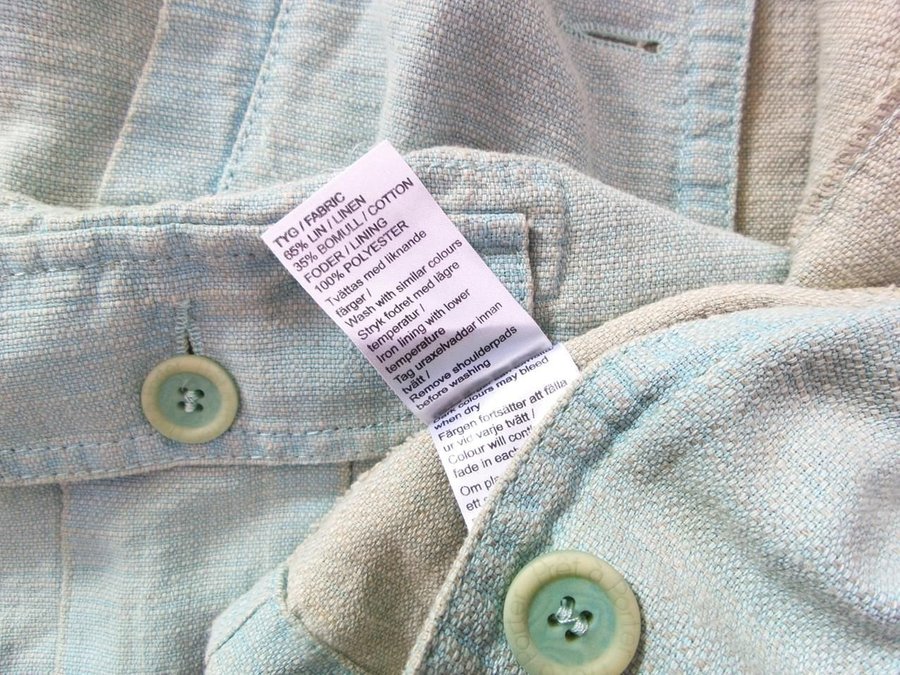 TYG / FABRIC
65% LIN / LINEN
35% BOMULL / COTTON
FODER / LINING
100% POLYESTER
Tvättas med liknande
färger /
Wash with similar colours
Stryk fodret med lägre
temperatur /
Iron lining with lower
temperature
Tag ur axelvaddar innan
tvätt /
Remove shoulderpads
before washing
colours may bleed
when dry
Färgen fortsätter att fälla
ur vid varje tvätt /
Colour will
fade in each
Om
ett